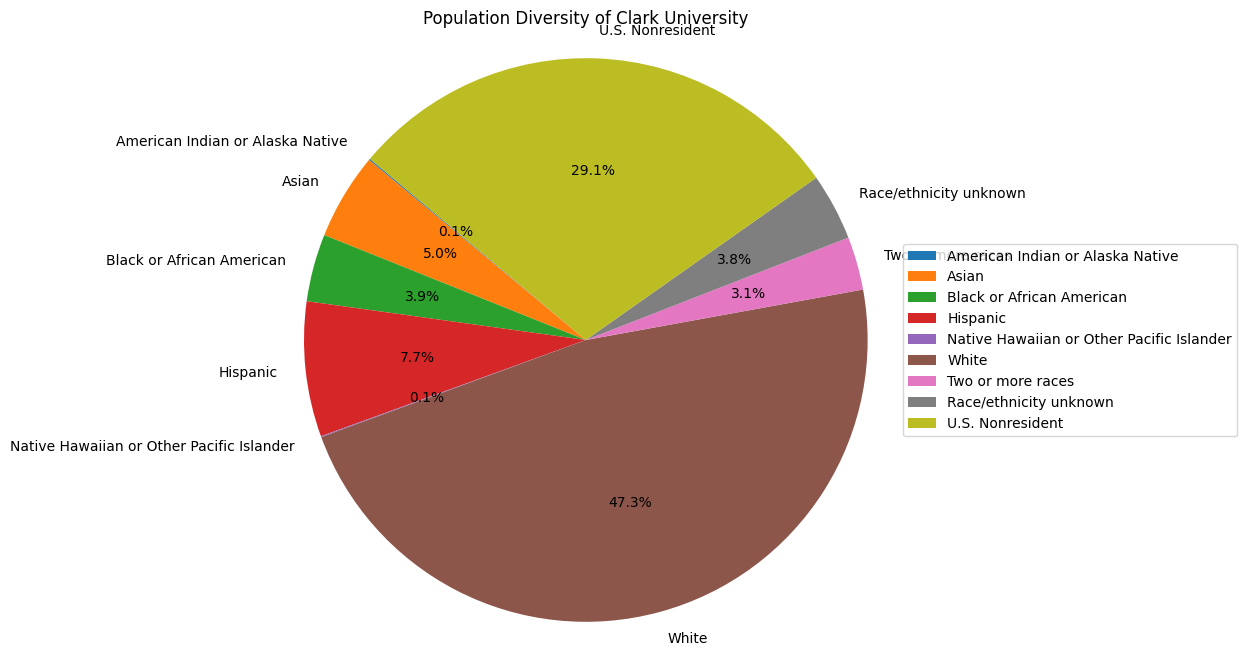 Population Diversity of Clark University
U.S. Nonresident
American Indian or Alaska Native
Asian
Black or African American
Hispanic
Native Hawaiian or Other Pacific Islander
White
Race/ethnicity unknown
29.1%
0.1%
5.0%
3.9%
7.7%
0.1%
47.3%
3.8%
3.1%
American Indian or Alaska Native
Asian
Black or African American
Hispanic
Native Hawaiian or Other Pacific Islander
White
Two or more races
Race/ethnicity unknown
U.S. Nonresident